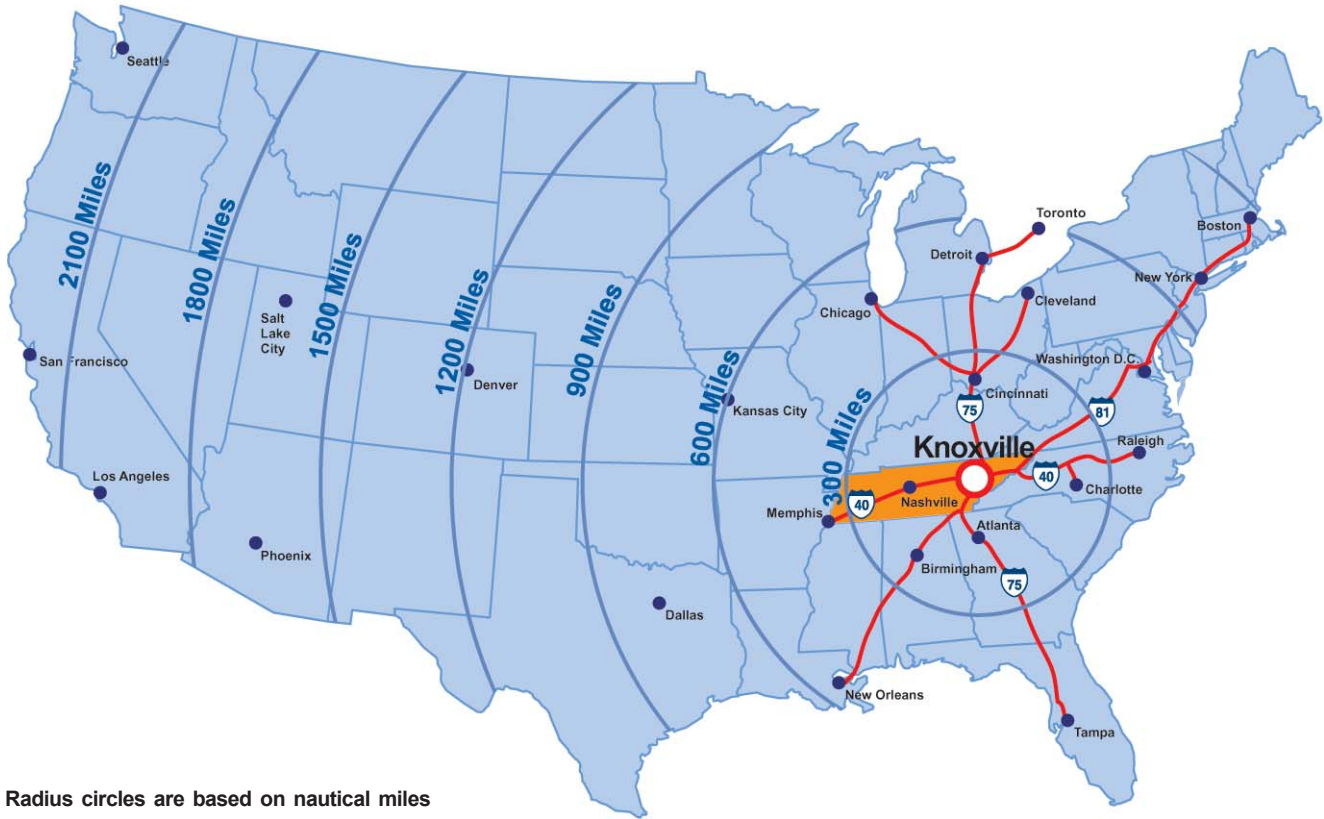 Seattle
2100 Miles
1800 Miles
1500 Miles
1200 Miles
900 Miles
600 Miles
300 Miles
Toronto
Boston
Detroit
New York
Cleveland
Chicago
Salt
Lake
City
San Francisco
Washington D.C.
Denver
Cincinnati
Kansas City
75
81
Knoxville
Raleigh
Los Angeles
40
Charlotte
Nashville
40
Memphis
Atlanta
Phoenix
Birmingham
75
Dallas
New Orleans
Tampa
Radius circles are based on nautical miles